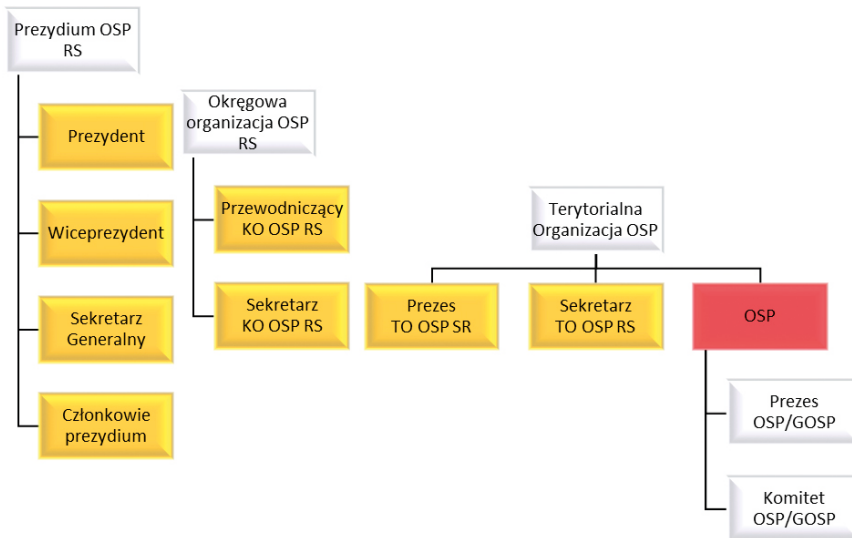 Prezydium OSP
RS
Prezydent
Wiceprezydent
Sekretarz
Generalny
Członkowie
prezydium
Okręgowa
organizacja OSP
RS
Przewodniczący
KO OSP RS
Sekretarz
KO OSP RS
Terytorialna
Organizacja OSP
Prezes
TO OSP SR
Sekretarz
TO OSP RS
OSP
Prezes
OSP/GOSP
Komitet
OSP/GOSP